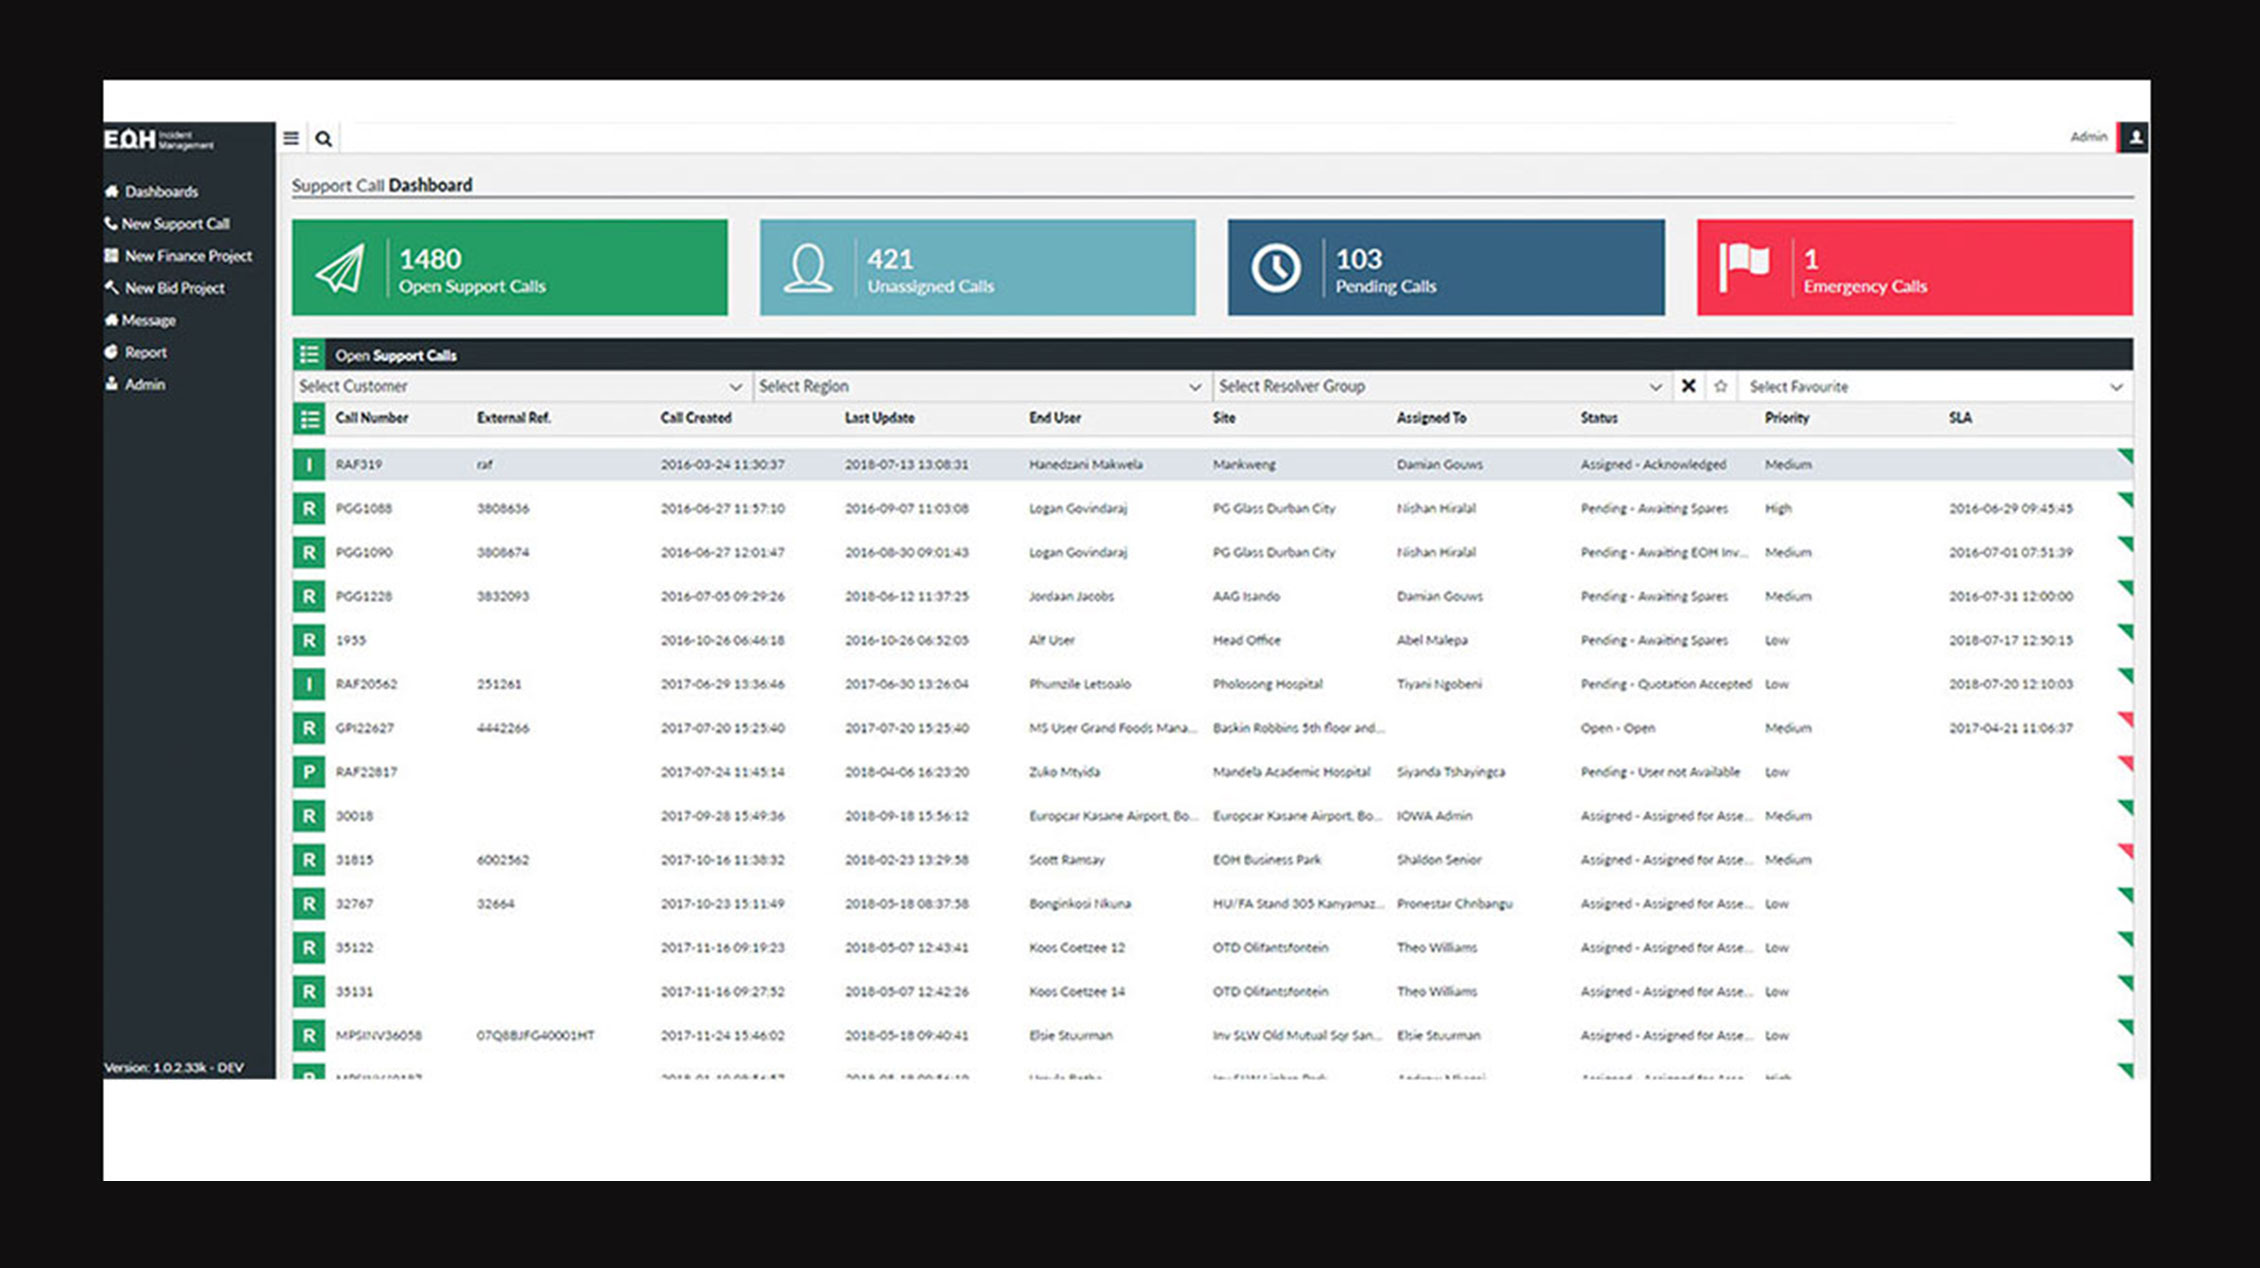 EOH Incident Management
Admin
Dashboards
New Support Call
New Finance Project
New Bid Project
Message
Report
Admin
Version: 1.0.2.33k - DEV
Support Call Dashboard
1480
Open Support Calls
421
Unassigned Calls
103
Pending Calls
1
Emergency Calls
Open Support Calls
Select Customer Select Region Select Resolver Group Select Favourite
Call Number External Ref. Call Created Last Update End User Site Assigned To Status Priority SLA
I RAF319 raf 2016-03-24 11:30:37 2018-07-13 13:08:31 Hanedzani Makwela Mankweng Damian Gouws Assigned - Acknowledged Medium
R PGG1088 3808636 2016-06-27 11:57:10 2016-09-07 11:03:08 Logan Govindaraj PG Glass Durban City Nishan Hiralal Pending - Awaiting Spares High 2016-06-29 09:45:45
R PGG1090 3808674 2016-06-27 12:01:47 2016-08-30 09:01:43 Logan Govindaraj PG Glass Durban City Nishan Hiralal Pending - Awaiting EOH Inv... Medium 2016-07-01 07:51:39
R PGG1228 3832093 2016-07-05 09:29:26 2018-06-12 11:37:25 Jordaan Jacobs AAG Isando Damian Gouws Pending - Awaiting Spares Medium 2016-07-31 12:00:00
R 1955 2016-10-26 06:46:18 2016-10-26 06:52:05 Alf User Head Office Abel Malepa Pending - Awaiting Spares Low 2018-07-17 12:50:15
I RAF20562 251261 2017-06-29 13:36:46 2017-06-30 13:26:04 Phumzile Letsoalo Pholosong Hospital Tiyani Ngobeni Pending - Quotation Accepted Low 2018-07-20 12:10:03
R GPI22627 4442266 2017-07-20 15:25:40 2017-07-20 15:25:40 MS User Grand Foods Mana... Baskin Robbins 5th floor and... Open - Open Medium 2017-04-21 11:06:37
P RAF22817 2017-07-24 11:45:14 2018-04-06 16:23:20 Zuko Mtyida Mandela Academic Hospital Siyanda Tshayingca Pending - User not Available Low
R 30018 2017-09-28 15:49:36 2018-09-18 15:56:12 Europcar Kasane Airport, Bo... Europcar Kasane Airport, Bo... IOWA Admin Assigned - Assigned for Asse... Medium
R 31815 6002562 2017-10-16 11:38:32 2018-02-23 13:29:58 Scott Ramsay EOH Business Park Shaldon Senior Assigned - Assigned for Asse... Medium
R 32767 32664 2017-10-23 15:11:49 2018-05-18 08:37:58 Bonginkosi Nkuna HU/FA Stand 305 Kanyamaz... Pronestar Chnbangu Assigned - Assigned for Asse... Low
R 35122 2017-11-16 09:19:23 2018-05-07 12:43:41 Koos Coetzee 12 OTD Olifantsfontein Theo Williams Assigned - Assigned for Asse... Low
R 35131 2017-11-16 09:27:52 2018-05-07 12:42:26 Koos Coetzee 14 OTD Olifantsfontein Theo Williams Assigned - Assigned for Asse... Low
R MPSINV36058 07Q8BJFG40001HT 2017-11-24 15:46:02 2018-05-18 09:40:41 Elsie Stuurman Inv SLW Old Mutual Sqr San... Elsie Stuurman Assigned - Assigned for Asse... Low